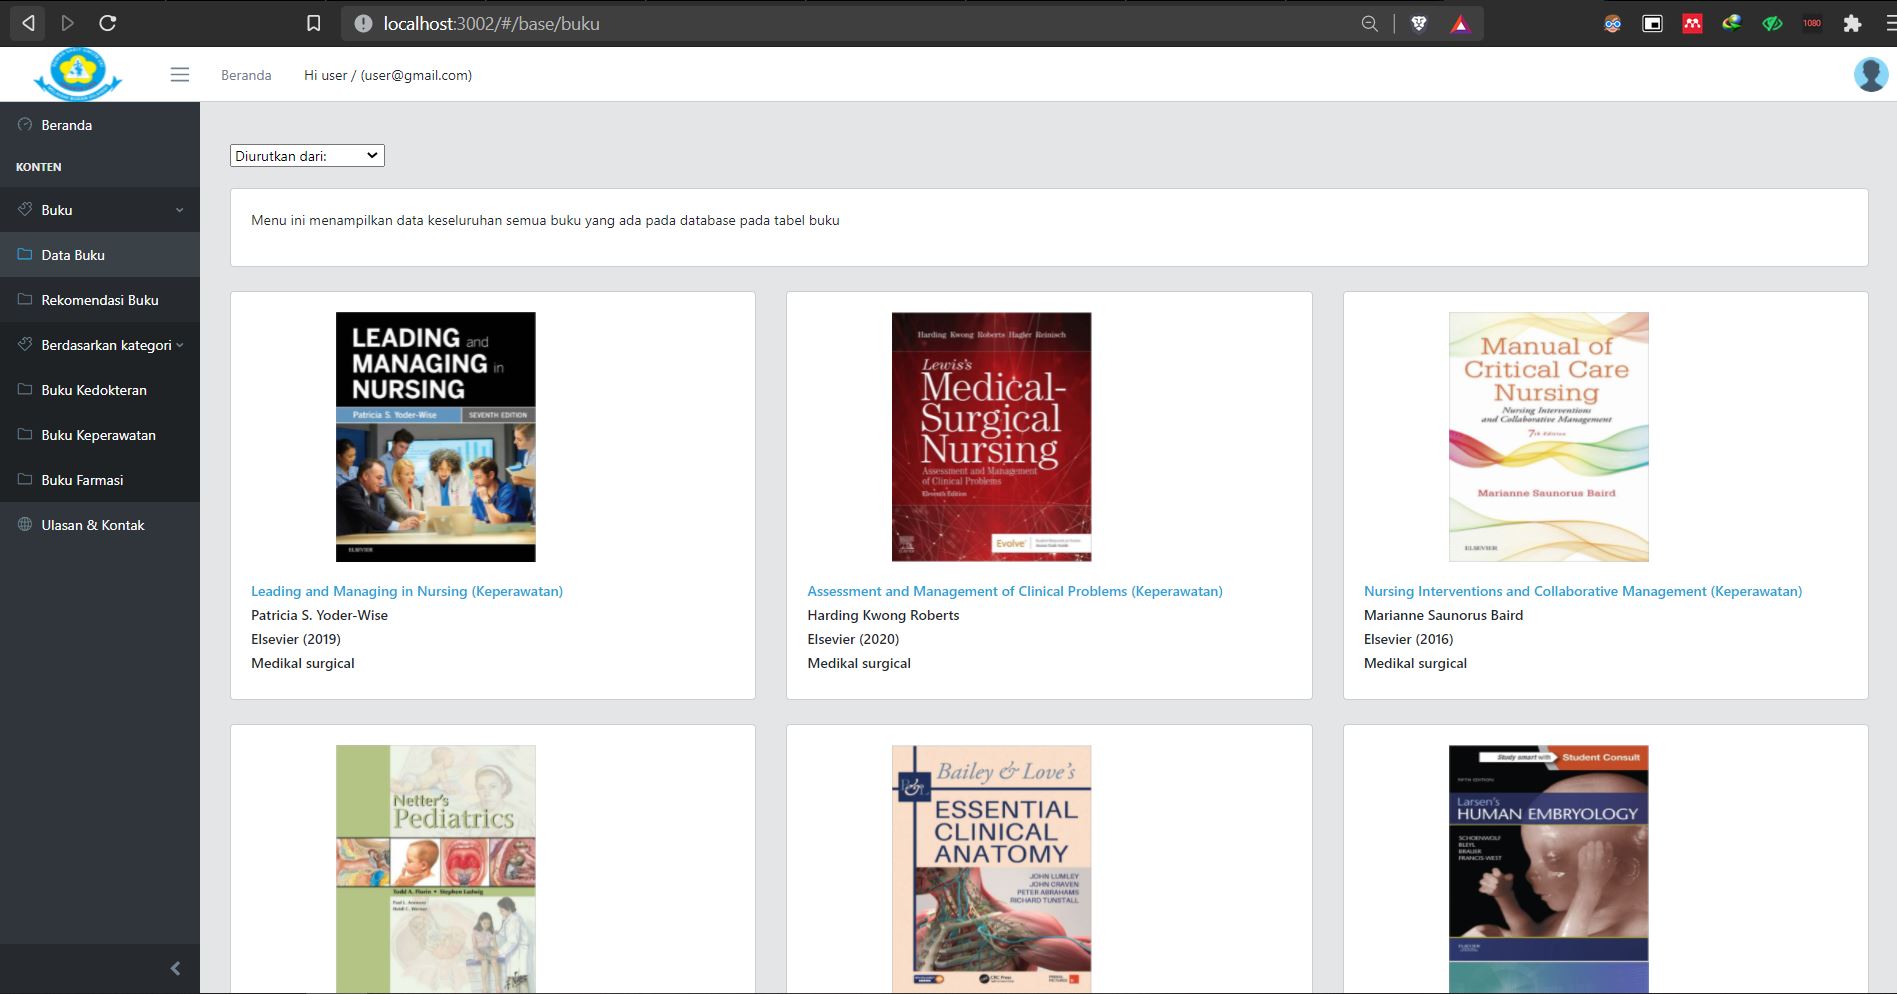 localhost:3002/#/base/buku
1080
Beranda
Hi user / (user@gmail.com)
Beranda
KONTEN
Buku
Data Buku
Rekomendasi Buku
Berdasarkan kategori
Buku Kedokteran
Buku Keperawatan
Buku Farmasi
Ulasan & Kontak
Diurutkan dari:
Menu ini menampilkan data keseluruhan semua buku yang ada pada database pada tabel buku
LEADING and
MANAGING in
NURSING
Patricia S. Yoder-Wise
SEVENTH EDITION
ELSEVIER
Leading and Managing in Nursing (Keperawatan)
Patricia S. Yoder-Wise
Elsevier (2019)
Medikal surgical
Harding Kwong Roberts Hagler Reinisch
Lewis's
Medical-
Surgical
Nursing
Assessment and Management
of Clinical Problems
Eleventh Edition
Evolve
Assessment and Management of Clinical Problems (Keperawatan)
Harding Kwong Roberts
Elsevier (2020)
Medikal surgical
Manual of
Critical Care
Nursing
Nursing Interventions
and Collaborative Management
7th Edition
Marianne Saunorus Baird
ELSEVIER
Nursing Interventions and Collaborative Management (Keperawatan)
Marianne Saunorus Baird
Elsevier (2016)
Medikal surgical
Netter's
Pediatrics
Todd A. Florin • Stephen Ludwig
Bailey & Love's
B&L
ESSENTIAL
CLINICAL
ANATOMY
JOHN LUMLEY
JOHN CRAVEN
PETER ABRAHAMS
RICHARD TUNSTALL
CRC Press
Study smart with
Student Consult
FIFTH EDITION
Larsen's
HUMAN EMBRYOLOGY
SCHOENWOLF
BLEYL
BRAUER
FRANCIS-WEST